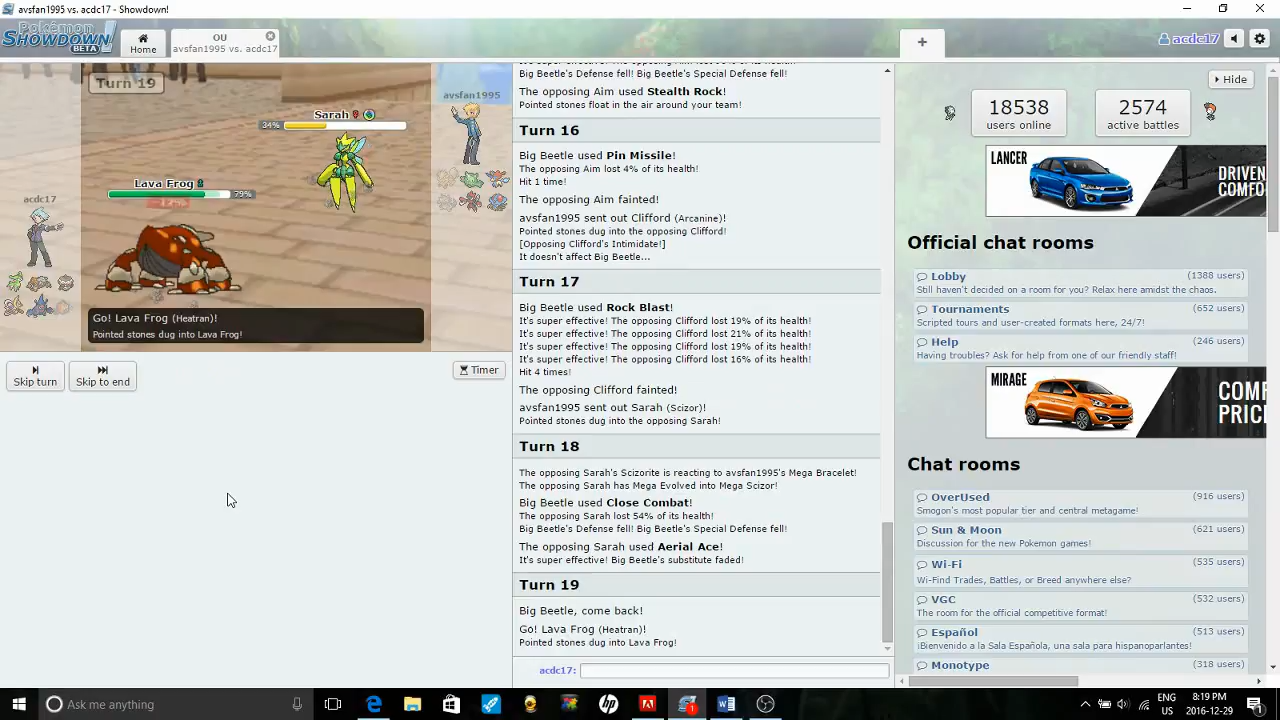 avsfan1995 vs. acdc17 - Showdown!
Pokémon
SHOWDOWN!
BETA
Home
OU
avsfan1995 vs. acdc17
+
acdc17
Turn 19
avsfan1995
Sarah
34%
Lava Frog
79%
acdc17
Go! Lava Frog (Heatran)!
Pointed stones dug into Lava Frog!
Skip turn
Skip to end
Timer
Big Beetle's Defense fell! Big Beetle's Special Defense fell!
The opposing Aim used Stealth Rock!
Pointed stones float in the air around your team!
Turn 16
Big Beetle used Pin Missile!
The opposing Aim lost 4% of its health!
Hit 1 time!
The opposing Aim fainted!
avsfan1995 sent out Clifford (Arcanine)!
Pointed stones dug into the opposing Clifford!
[Opposing Clifford's Intimidate!]
It doesn't affect Big Beetle...
Turn 17
Big Beetle used Rock Blast!
It's super effective! The opposing Clifford lost 19% of its health!
It's super effective! The opposing Clifford lost 21% of its health!
It's super effective! The opposing Clifford lost 19% of its health!
It's super effective! The opposing Clifford lost 16% of its health!
Hit 4 times!
The opposing Clifford fainted!
avsfan1995 sent out Sarah (Scizor)!
Pointed stones dug into the opposing Sarah!
Turn 18
The opposing Sarah's Scizorite is reacting to avsfan1995's Mega Bracelet!
The opposing Sarah has Mega Evolved into Mega Scizor!
Big Beetle used Close Combat!
The opposing Sarah lost 54% of its health!
Big Beetle's Defense fell! Big Beetle's Special Defense fell!
The opposing Sarah used Aerial Ace!
It's super effective! Big Beetle's substitute faded!
Turn 19
Big Beetle, come back!
Go! Lava Frog (Heatran)!
Pointed stones dug into Lava Frog!
acdc17:
Hide
18538
users online
2574
active battles
LANCER
DRIVEN
COMFO
Official chat rooms
Lobby (1388 users)
Still haven't decided on a room for you? Relax here amidst the chaos.
Tournaments (652 users)
Scripted tours and user-created formats here, 24/7!
Help (246 users)
Having troubles? Ask for help from one of our friendly staff!
MIRAGE
COMP
PRIC
Chat rooms
OverUsed (916 users)
Smogon's most popular tier and central metagame!
Sun & Moon (621 users)
Discussion for the new Pokemon games!
Wi-Fi (535 users)
Wi-Find Trades, Battles, or Breed anywhere else?
VGC (532 users)
The room for the official competitive format!
Español (513 users)
¡Bienvenido a la Sala Española, una sala para hispanoparlantes!
Monotype (318 users)
Ask me anything
ENG
US
8:19 PM
2016-12-29